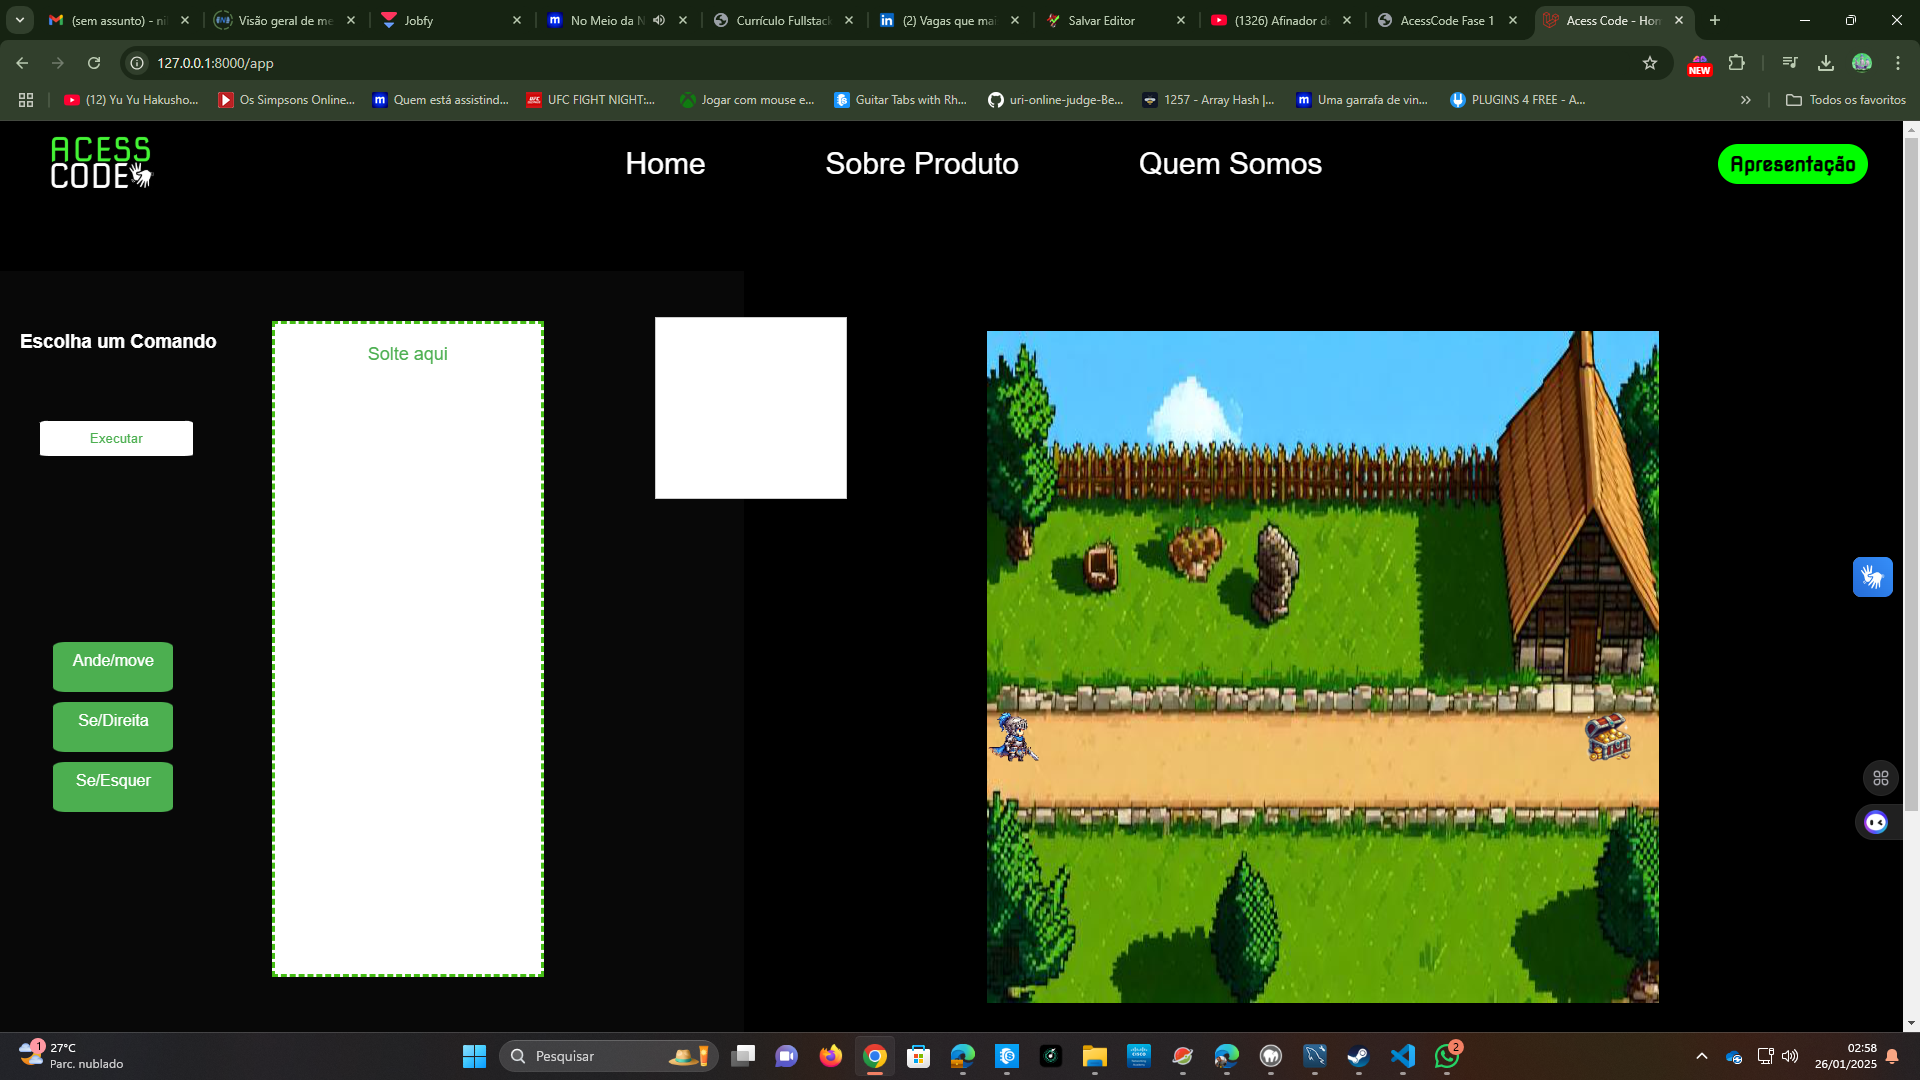 (sem assunto) - ni
Visão geral de me
Jobfy
No Meio da N
Currículo Fullstac
(2) Vagas que mai
Salvar Editor
(1326) Afinador de
AcessCode Fase 1
Acess Code - Hom
127.0.0.1:8000/app
NEW
(12) Yu Yu Hakusho...
Os Simpsons Online...
Quem está assistind...
UFC FIGHT NIGHT:...
Jogar com mouse e...
Guitar Tabs with Rh...
uri-online-judge-Be...
1257 - Array Hash |...
Uma garrafa de vin...
PLUGINS 4 FREE - A...
Todos os favoritos
ACESS
CODE
Home
Sobre Produto
Quem Somos
Apresentação
Escolha um Comando
Solte aqui
Executar
Ande/move
Se/Direita
Se/Esquer
1
27°C
Parc. nublado
Pesquisar
2
02:58
26/01/2025